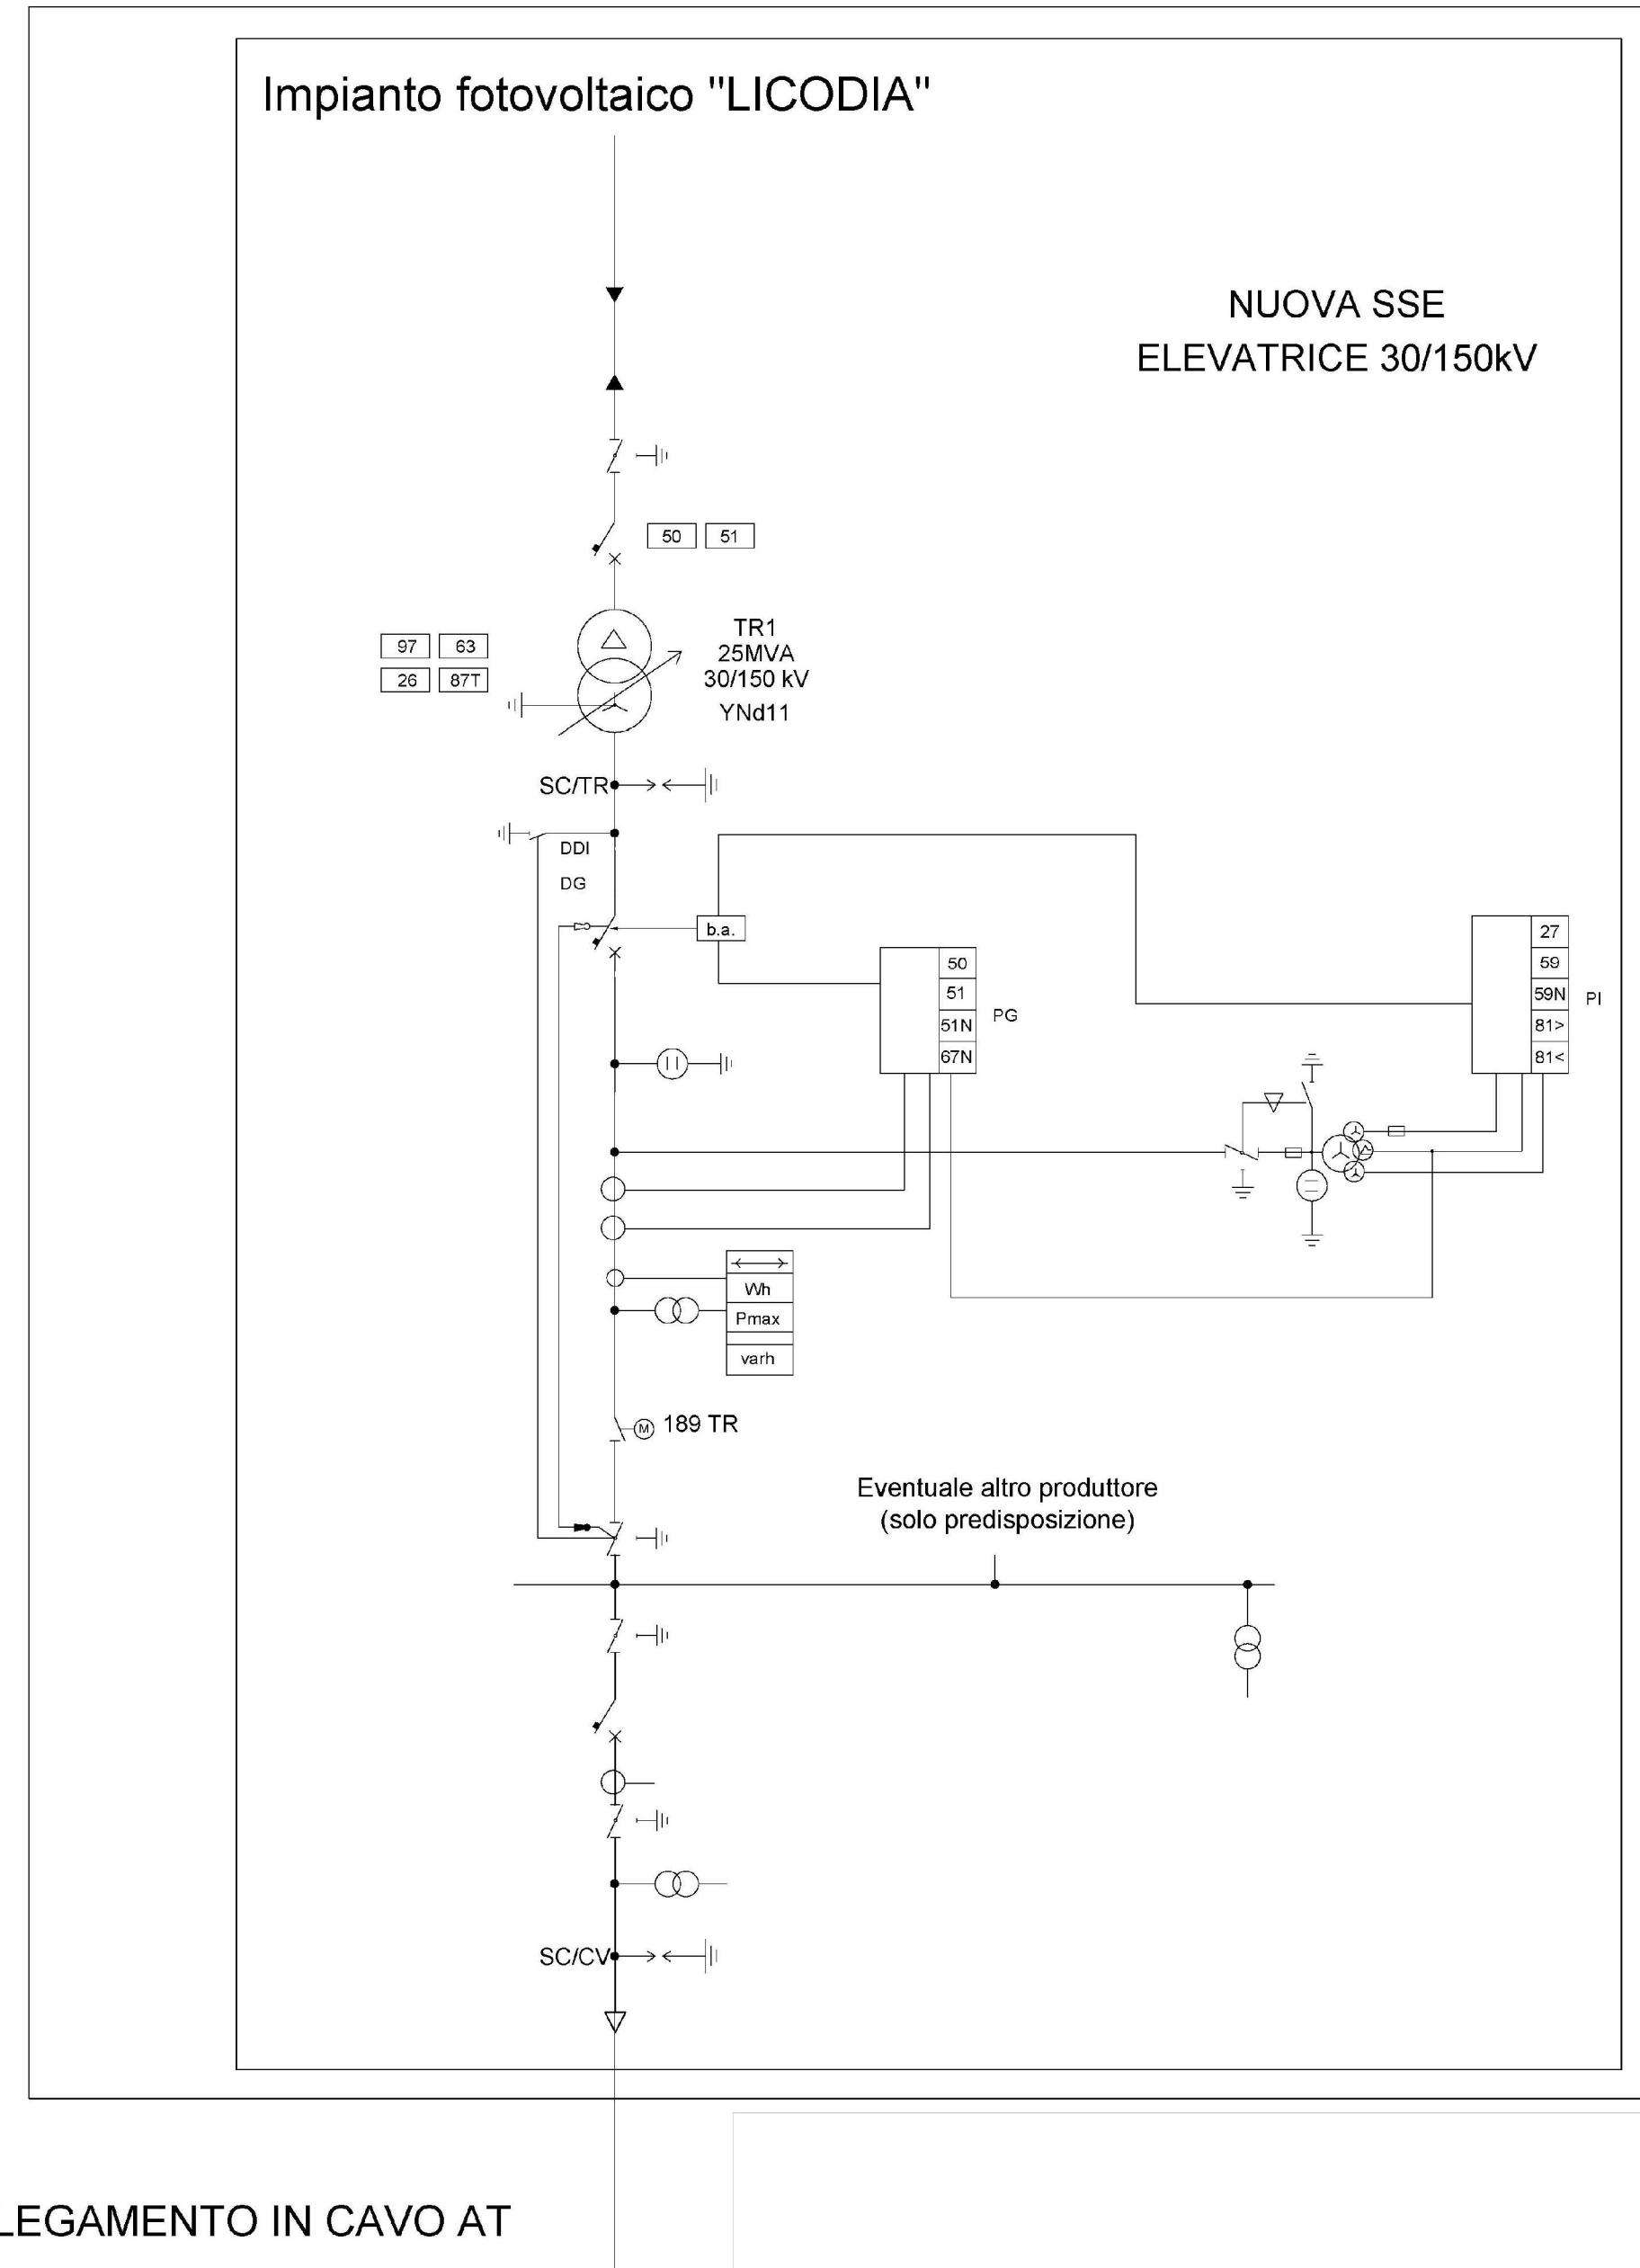 Impianto fotovoltaico "LICODIA"
NUOVA SSE
ELEVATRICE 30/150kV
50 51
97 63
26 87T
TR1
25MVA
30/150 kV
YNd11
SC/TR
DDI
DG
b.a.
50
51
51N
67N
PG
27
59
59N
81>
81<
PI
Wh
Pmax
varh
M 189 TR
Eventuale altro produttore
(solo predisposizione)
SC/CV
LEGAMENTO IN CAVO AT